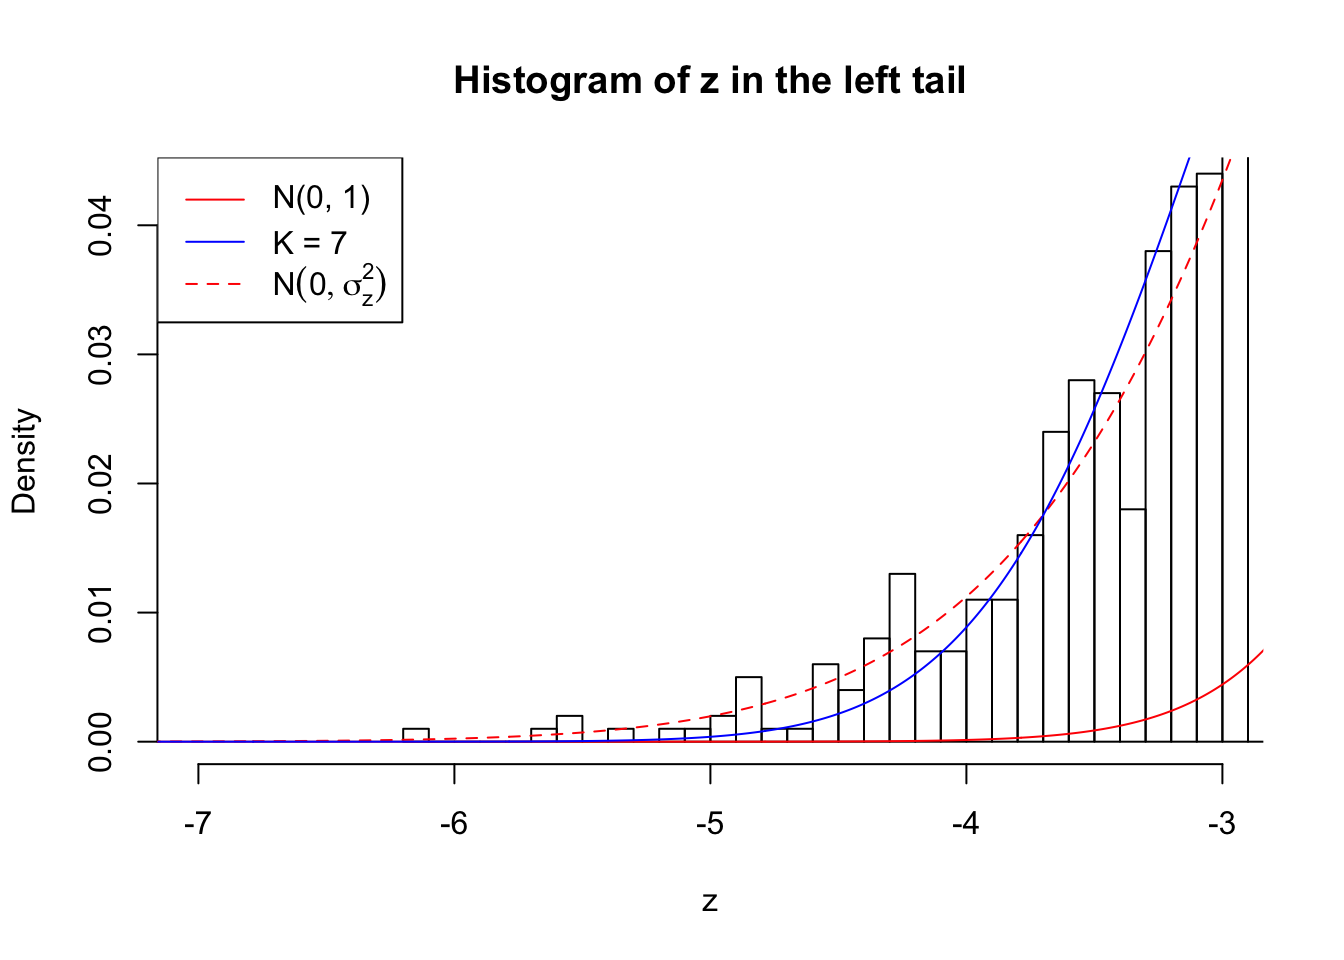 Histogram of z in the left tail
N(0, 1)
K = 7
N(0, σz²)
Density
0.04
0.03
0.02
0.01
0.00
-7 -6 -5 -4 -3
z